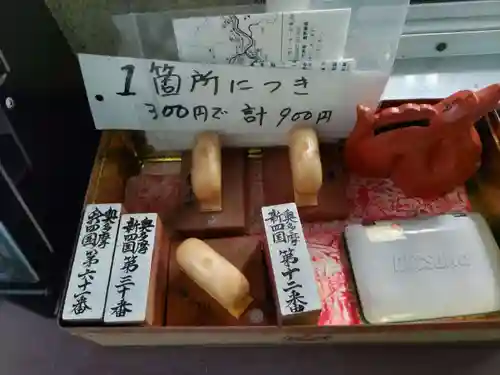 1箇所につき
300円で計900円
奥多摩
新四国第六十一番
奥多摩
新四国第三十番
奥多摩
新四国第十二番